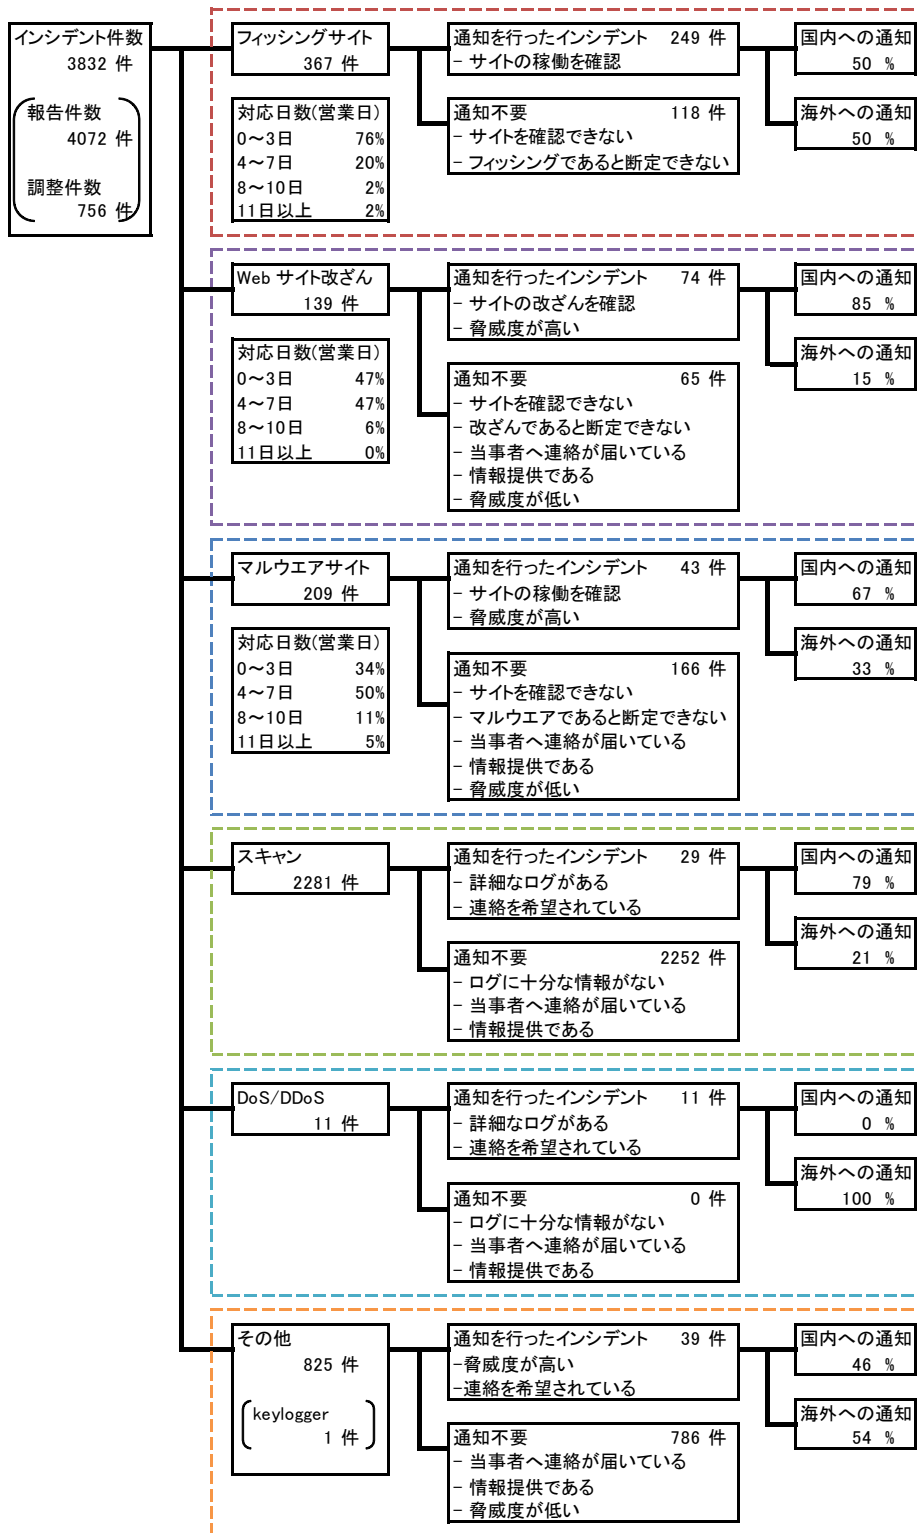 インシデント件数
3832 件
報告件数
4072 件
調整件数
756 件
フィッシングサイト
367 件
対応日数(営業日)
0～3日 76%
4～7日 20%
8～10日 2%
11日以上 2%
通知を行ったインシデント 249 件
- サイトの稼働を確認
通知不要 118 件
- サイトを確認できない
- フィッシングであると断定できない
国内への通知
50 %
海外への通知
50 %
Web サイト改ざん
139 件
対応日数(営業日)
0～3日 47%
4～7日 47%
8～10日 6%
11日以上 0%
通知を行ったインシデント 74 件
- サイトの改ざんを確認
- 脅威度が高い
通知不要 65 件
- サイトを確認できない
- 改ざんであると断定できない
- 当事者へ連絡が届いている
- 情報提供である
- 脅威度が低い
国内への通知
85 %
海外への通知
15 %
マルウエアサイト
209 件
対応日数(営業日)
0～3日 34%
4～7日 50%
8～10日 11%
11日以上 5%
通知を行ったインシデント 43 件
- サイトの稼働を確認
- 脅威度が高い
通知不要 166 件
- サイトを確認できない
- マルウエアであると断定できない
- 当事者へ連絡が届いている
- 情報提供である
- 脅威度が低い
国内への通知
67 %
海外への通知
33 %
スキャン
2281 件
通知を行ったインシデント 29 件
- 詳細なログがある
- 連絡を希望されている
通知不要 2252 件
- ログに十分な情報がない
- 当事者へ連絡が届いている
- 情報提供である
国内への通知
79 %
海外への通知
21 %
DoS/DDoS
11 件
通知を行ったインシデント 11 件
- 詳細なログがある
- 連絡を希望されている
通知不要 0 件
- ログに十分な情報がない
- 当事者へ連絡が届いている
- 情報提供である
国内への通知
0 %
海外への通知
100 %
その他
825 件
keylogger
1 件
通知を行ったインシデント 39 件
-脅威度が高い
-連絡を希望されている
通知不要 786 件
- 当事者へ連絡が届いている
- 情報提供である
- 脅威度が低い
国内への通知
46 %
海外への通知
54 %